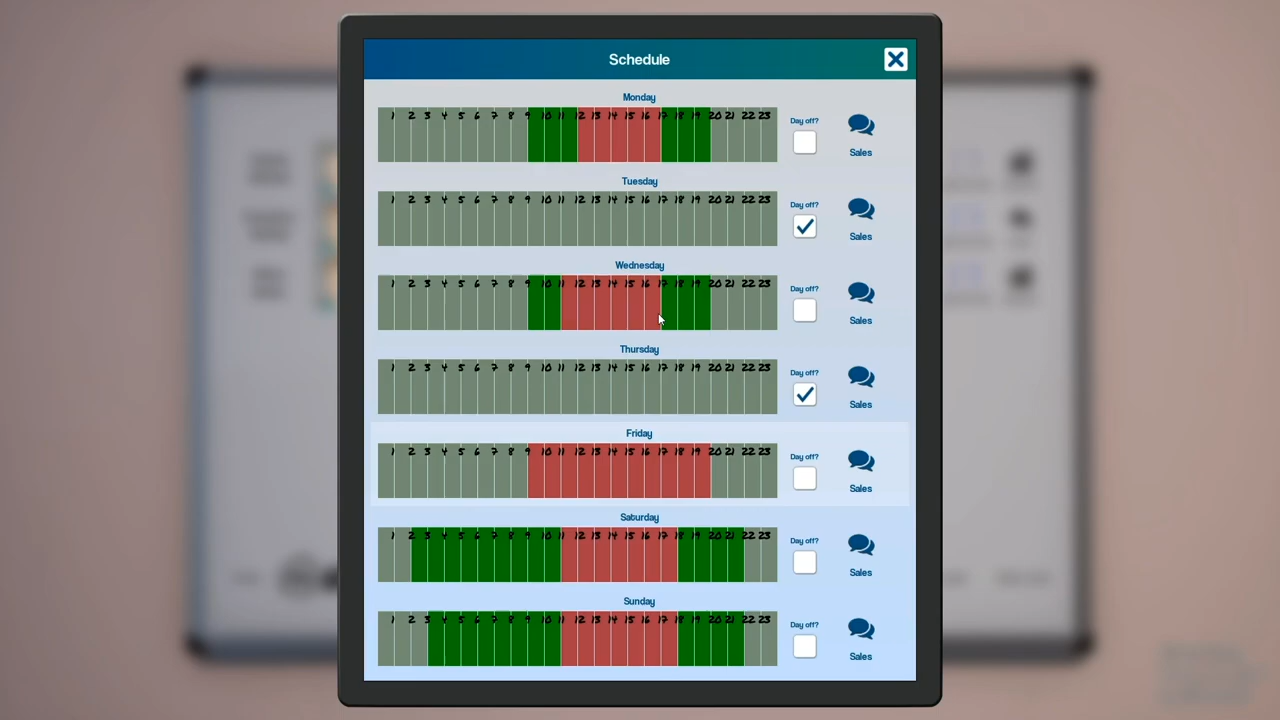 Schedule
Monday
1 2 3 4 5 6 7 8 9 10 11 12 13 14 15 16 17 18 19 20 21 22 23
Day off?
Sales
Tuesday
1 2 3 4 5 6 7 8 9 10 11 12 13 14 15 16 17 18 19 20 21 22 23
Day off?
Sales
Wednesday
1 2 3 4 5 6 7 8 9 10 11 12 13 14 15 16 17 18 19 20 21 22 23
Day off?
Sales
Thursday
1 2 3 4 5 6 7 8 9 10 11 12 13 14 15 16 17 18 19 20 21 22 23
Day off?
Sales
Friday
1 2 3 4 5 6 7 8 9 10 11 12 13 14 15 16 17 18 19 20 21 22 23
Day off?
Sales
Saturday
1 2 3 4 5 6 7 8 9 10 11 12 13 14 15 16 17 18 19 20 21 22 23
Day off?
Sales
Sunday
1 2 3 4 5 6 7 8 9 10 11 12 13 14 15 16 17 18 19 20 21 22 23
Day off?
Sales